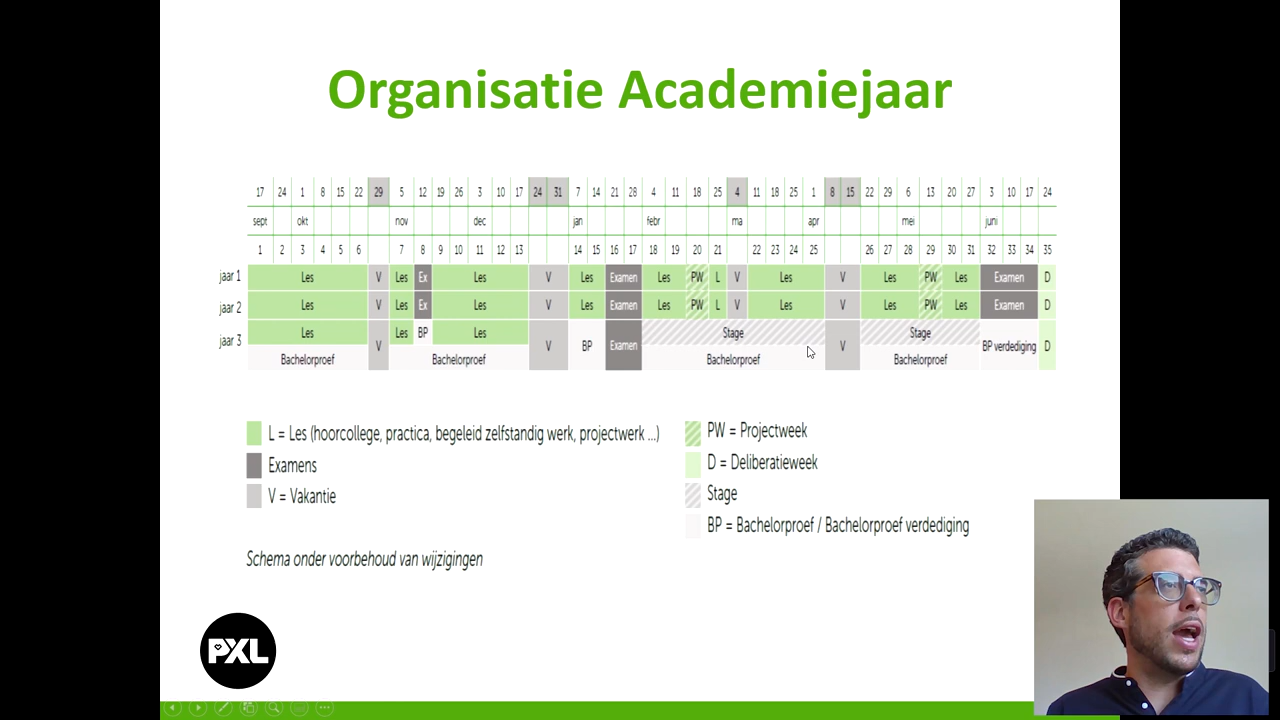 Organisatie Academiejaar
17 24 1 8 15 22 29 5 12 19 26 3 10 17 24 31 7 14 21 28 4 11 18 25 4 11 18 25 1 8 15 22 29 6 13 20 27 3 10 17 24
sept okt nov dec jan febr ma apr mei juni
1 2 3 4 5 6 7 8 9 10 11 12 13 14 15 16 17 18 19 20 21 22 23 24 25 26 27 28 29 30 31 32 33 34 35
jaar 1 Les V Les Ex Les V Les Examen Les PW L V Les V Les PW Les Examen D
jaar 2 Les V Les Ex Les V Les Examen Les PW L V Les V Les PW Les Examen D
jaar 3 Les V Les BP Les V BP Examen Stage V Stage BP verdediging D
Bachelorproef Bachelorproef Bachelorproef Bachelorproef
L = Les (hoorcollege, practica, begeleid zelfstandig werk, projectwerk ...)
Examens
V = Vakantie
PW = Projectweek
D = Deliberatieweek
Stage
BP = Bachelorproef / Bachelorproef verdediging
Schema onder voorbehoud van wijzigingen
PXL